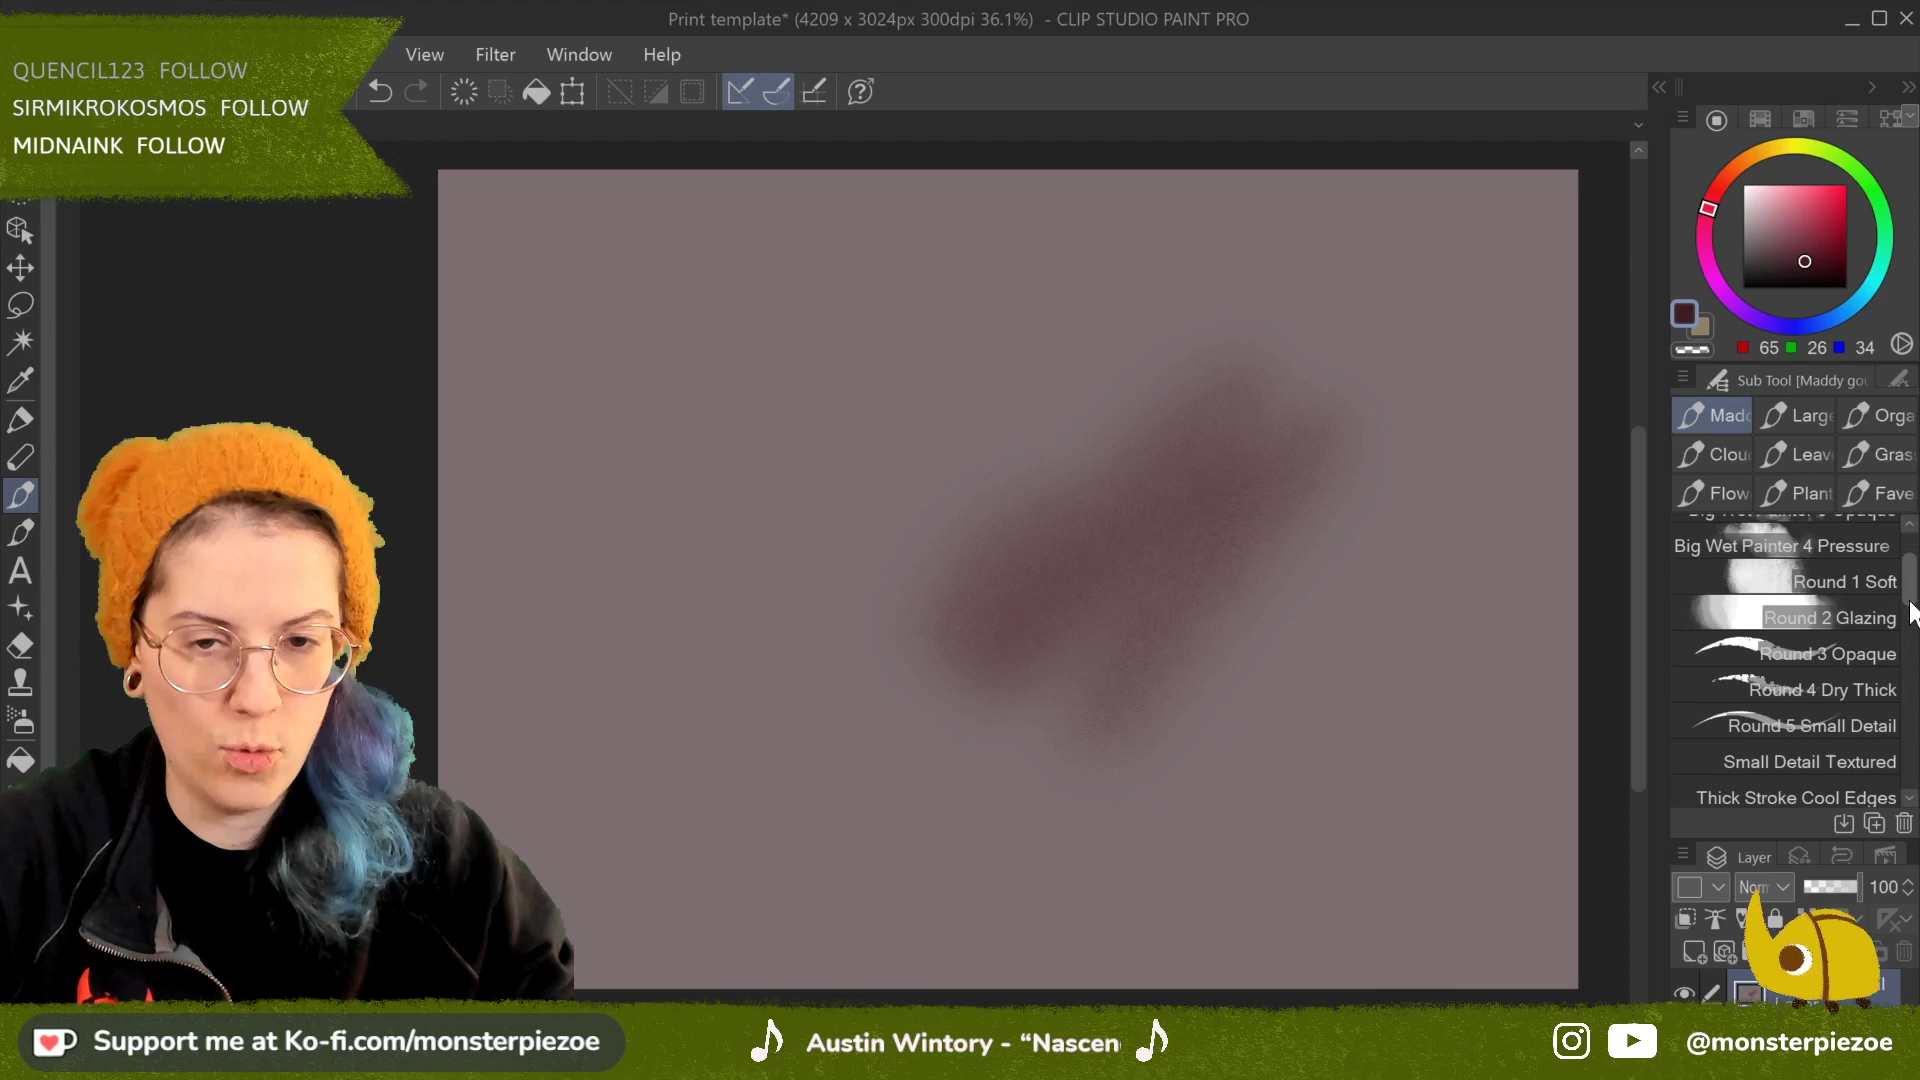 Print template* (4209 x 3024px 300dpi 36.1%) - CLIP STUDIO PAINT PRO
View Filter Window Help
QUENCIL123 FOLLOW
SIRMIKROKOSMOS FOLLOW
MIDNAINK FOLLOW
65 26 34
Sub Tool [Maddy gou
Madd Large Orga
Clou Leav Gras
Flow Plant Fave
Big Wet Painter 4 Pressure
Round 1 Soft
Round 2 Glazing
Round 3 Opaque
Round 4 Dry Thick
Round 5 Small Detail
Small Detail Textured
Thick Stroke Cool Edges
Layer
Norm 100
Support me at Ko-fi.com/monsterpiezoe
Austin Wintory - “Nascen
@monsterpiezoe